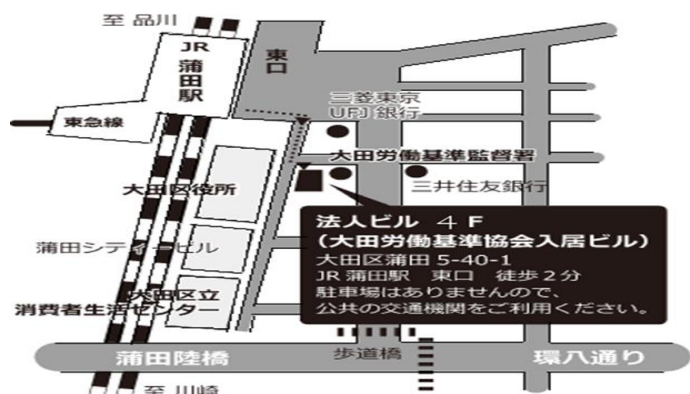 至 品川
JR
蒲田駅
東口
三菱東京
UFJ 銀行
東急線
大田労働基準監督署
大田区役所
三井住友銀行
法人ビル 4F
(大田労働基準協会入居ビル)
大田区蒲田 5-40-1
JR 蒲田駅 東口 徒歩2分
駐車場はありませんので、
公共の交通機関をご利用ください。
蒲田シティービル
大田区立
消費者生活センター
蒲田陸橋
歩道橋
環八通り
至 川崎